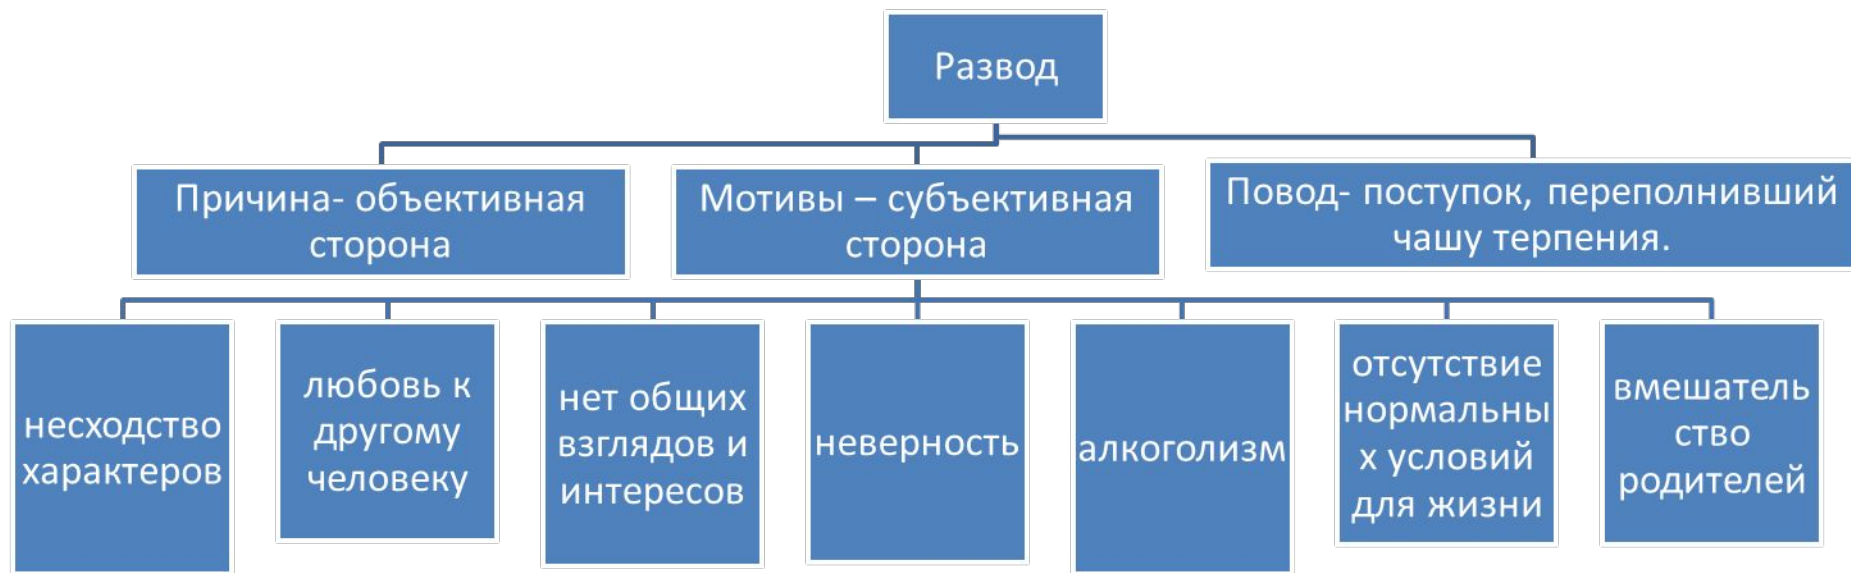 Развод
Причина- объективная
сторона
Мотивы – субъективная
сторона
Повод- поступок, переполнивший
чашу терпения.
несходство
характеров
любовь к
другому
человеку
нет общих
взглядов и
интересов
неверность
алкоголизм
отсутствие
нормальны
х условий
для жизни
вмешатель
ство
родителей